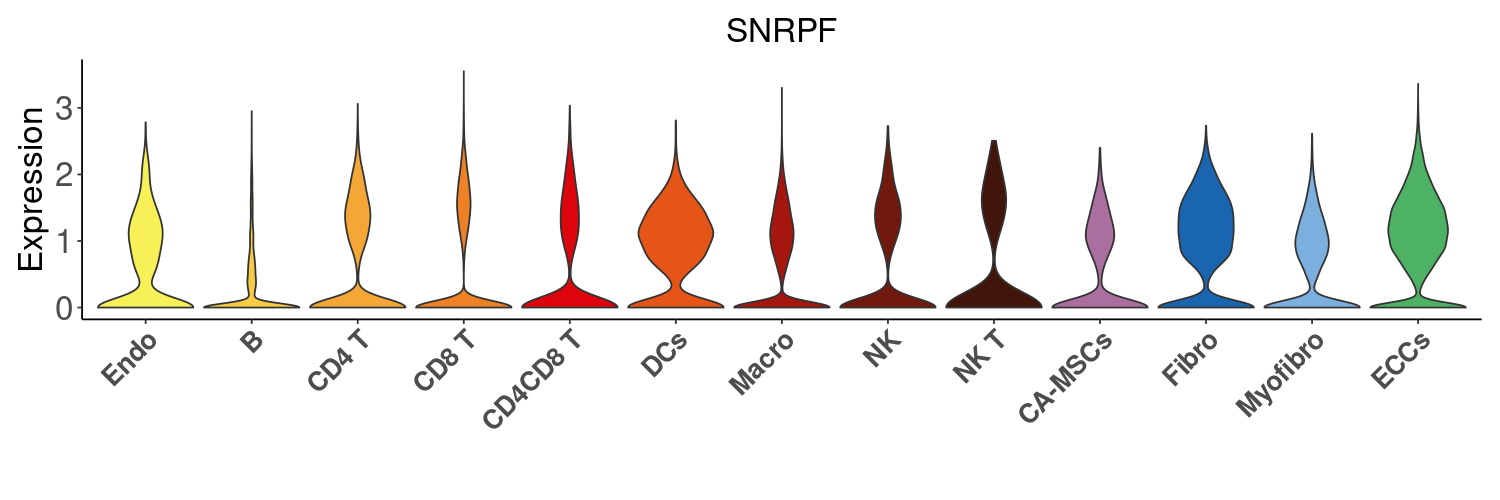 SNRPF
Expression
3
2
1
0
Endo
B
CD4 T
CD8 T
CD4CD8 T
DCs
Macro
NK
NK T
CA-MSCs
Fibro
Myofibro
ECCs